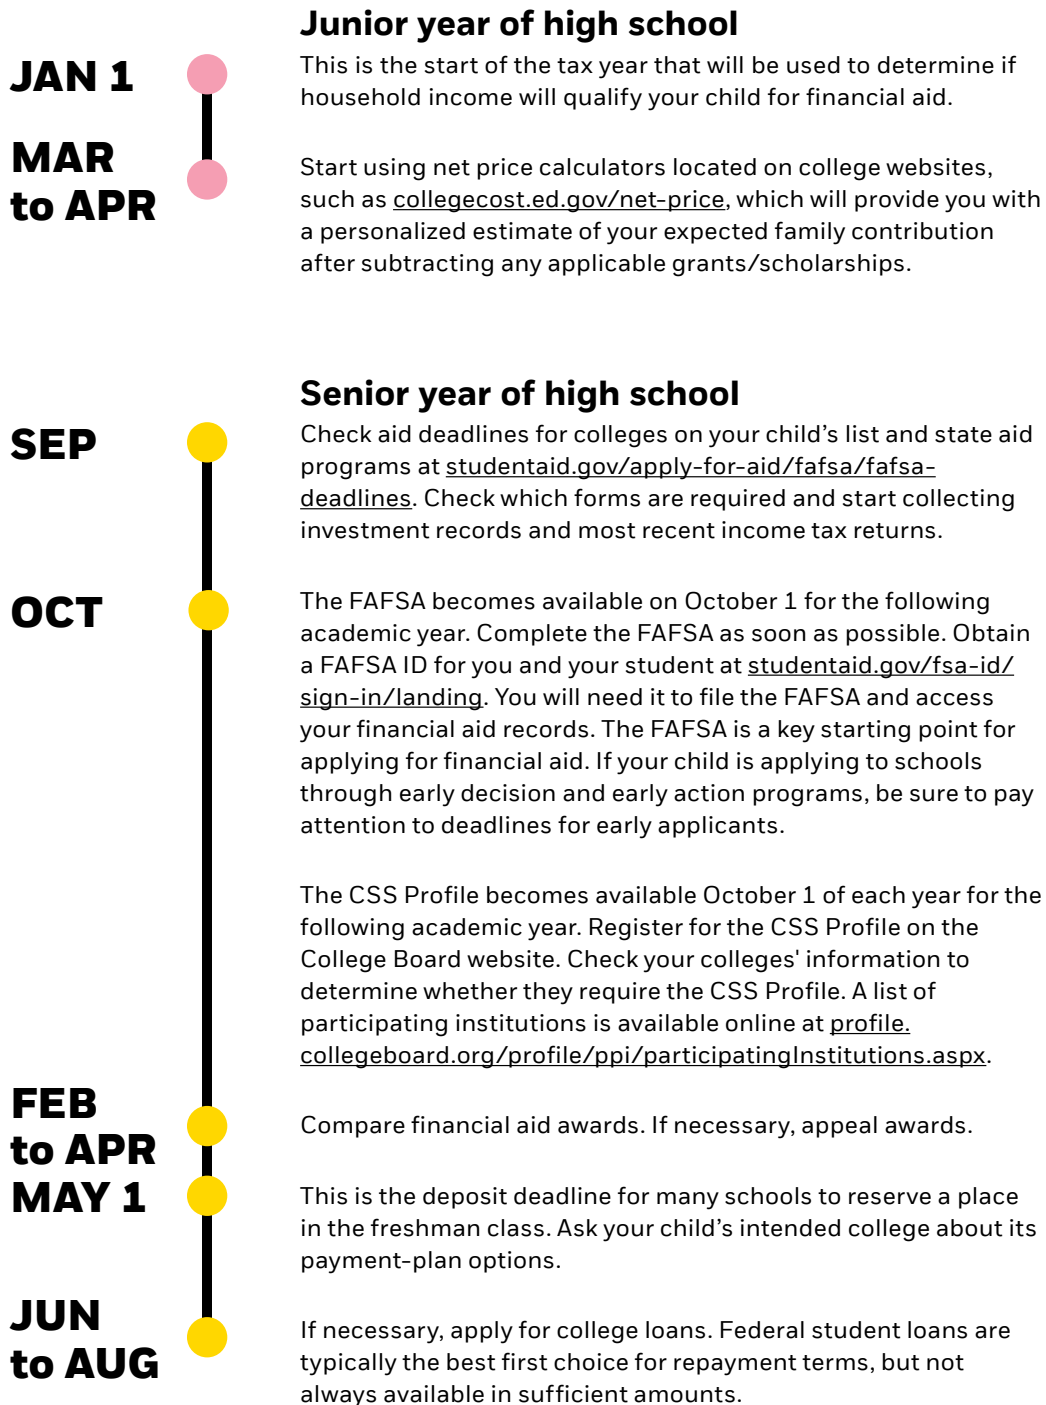 Junior year of high school
JAN 1
This is the start of the tax year that will be used to determine if
household income will qualify your child for financial aid.
MAR
to APR
Start using net price calculators located on college websites,
such as collegecost.ed.gov/net-price, which will provide you with
a personalized estimate of your expected family contribution
after subtracting any applicable grants/scholarships.
Senior year of high school
SEP
Check aid deadlines for colleges on your child’s list and state aid
programs at studentaid.gov/apply-for-aid/fafsa/fafsa-
deadlines. Check which forms are required and start collecting
investment records and most recent income tax returns.
OCT
The FAFSA becomes available on October 1 for the following
academic year. Complete the FAFSA as soon as possible. Obtain
a FAFSA ID for you and your student at studentaid.gov/fsa-id/
sign-in/landing. You will need it to file the FAFSA and access
your financial aid records. The FAFSA is a key starting point for
applying for financial aid. If your child is applying to schools
through early decision and early action programs, be sure to pay
attention to deadlines for early applicants.
The CSS Profile becomes available October 1 of each year for the
following academic year. Register for the CSS Profile on the
College Board website. Check your colleges' information to
determine whether they require the CSS Profile. A list of
participating institutions is available online at profile.
collegeboard.org/profile/ppi/participatingInstitutions.aspx.
FEB
to APR
Compare financial aid awards. If necessary, appeal awards.
MAY 1
This is the deposit deadline for many schools to reserve a place
in the freshman class. Ask your child’s intended college about its
payment-plan options.
JUN
to AUG
If necessary, apply for college loans. Federal student loans are
typically the best first choice for repayment terms, but not
always available in sufficient amounts.